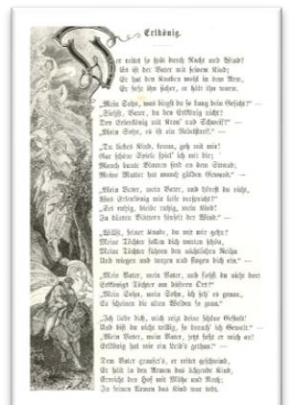 Erlkönig.
Wer reitet so spät durch Nacht und Wind?
Es ist der Vater mit seinem Kind;
Er hat den Knaben wohl in dem Arm,
Er faßt ihn sicher, er hält ihn warm.
„Mein Sohn, was birgst du so bang dein Gesicht?“ —
„Siehst, Vater, du den Erlkönig nicht?
Den Erlenkönig mit Kron' und Schweif?“ —
„Mein Sohn, es ist ein Nebelstreif.“ —
„Du liebes Kind, komm, geh mit mir!
Gar schöne Spiele spiel' ich mit dir;
Manch bunte Blumen sind an dem Strand;
Meine Mutter hat manch' gülden Gewand.“ —
„Mein Vater, mein Vater, und hörest du nicht,
Was Erlenkönig mir leise verspricht?“ —
„Sei ruhig, bleibe ruhig, mein Kind!
In dürren Blättern säuselt der Wind.“ —
„Willst, feiner Knabe, du mit mir gehn?
Meine Töchter sollen dich warten schön;
Meine Töchter führen den nächtlichen Reihn
Und wiegen und tanzen und singen dich ein.“ —
„Mein Vater, mein Vater, und siehst du nicht dort
Erlkönigs Töchter am düstern Ort?“ —
„Mein Sohn, mein Sohn, ich seh' es genau,
Es scheinen die alten Weiden so grau.“ —
„Ich liebe dich, mich reizt deine schöne Gestalt!
Und bist du nicht willig, so brauch' ich Gewalt.“ —
„Mein Vater, mein Vater, jetzt faßt er mich an!
Erlkönig hat mir ein Leid's gethan!“ —
Dem Vater grauset's, er reitet geschwind,
Er hält in den Armen das ächzende Kind,
Erreicht den Hof mit Mühe und Noth;
In seinen Armen das Kind war todt.